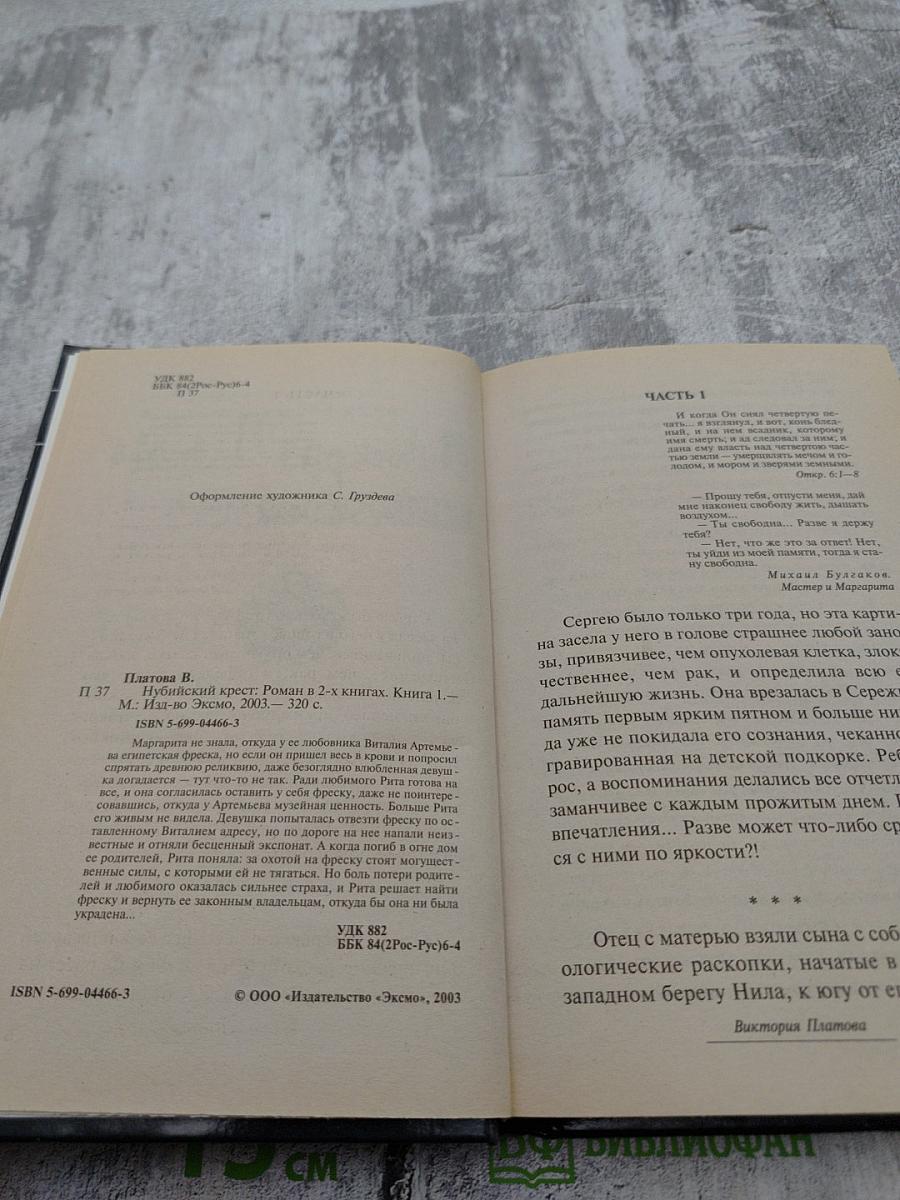 УДК 882
ББК 84(2Рос-Рус)6-4
П 37
Оформление художника С. Груздева
Платова В.
П 37 Нубийский крест: Роман в 2-х книгах. Книга 1.—
М.: Изд-во Эксмо, 2003.— 320 с.
ISBN 5-699-04466-3
Маргарита не знала, откуда у ее любовника Виталия Артемье-
ва египетская фреска, но если он пришел весь в крови и попросил
спрятать древнюю реликвию, даже безоглядно влюбленная девуш-
ка догадается — тут что-то не так. Ради любимого Рита готова на
все, и она согласилась оставить у себя фреску, даже не поинтере-
совавшись, откуда у Артемьева музейная ценность. Больше Рита
его живым не видела. Девушка попыталась отвезти фреску по ос-
тавленному Виталием адресу, но по дороге на нее напали неиз-
вестные и отняли бесценный экспонат. А когда погиб в огне дом
ее родителей, Рита поняла: за охотой на фреску стоят могущест-
венные силы, с которыми ей не тягаться. Но боль потери родите-
лей и любимого оказалась сильнее страха, и Рита решает найти
фреску и вернуть ее законным владельцам, откуда бы она ни была
украдена...
УДК 882
ББК 84(2Рос-Рус)6-4
ISBN 5-699-04466-3
© ООО «Издательство «Эксмо», 2003
ЧАСТЬ 1
И когда Он снял четвертую пе-
чать... я взглянул, и вот, конь блед-
ный, и на нем всадник, которому
имя смерть; и ад следовал за ним; и
дана ему власть над четвертою час-
тью земли — умерщвлять мечом и го-
лодом, и мором и зверями земными.
Откр. 6:1—8
— Прошу тебя, отпусти меня, дай
мне наконец свободу жить, дышать
воздухом...
— Ты свободна... Разве я держу
тебя?
— Нет, что же это за ответ! Нет,
ты уйди из моей памяти, тогда я ста-
ну свободна.
Михаил Булгаков.
Мастер и Маргарита
Сергею было только три года, но эта карти-
на засела у него в голове страшнее любой зано
зы, привязчивее, чем опухолевая клетка, злок
чественнее, чем рак, и определила всю е
дальнейшую жизнь. Она врезалась в Сереж
память первым ярким пятном и больше ни
да уже не покидала его сознания, чеканно
гравированная на детской подкорке. Реб
рос, а воспоминания делались все отчетл
заманчивее с каждым прожитым днем.
впечатления... Разве может что-либо ср
ся с ними по яркости?!
* * *
Отец с матерью взяли сына с соб
ологические раскопки, начатые в
западном берегу Нила, к югу от е
Виктория Платова
15 см
БФ БИБЛИОФАН